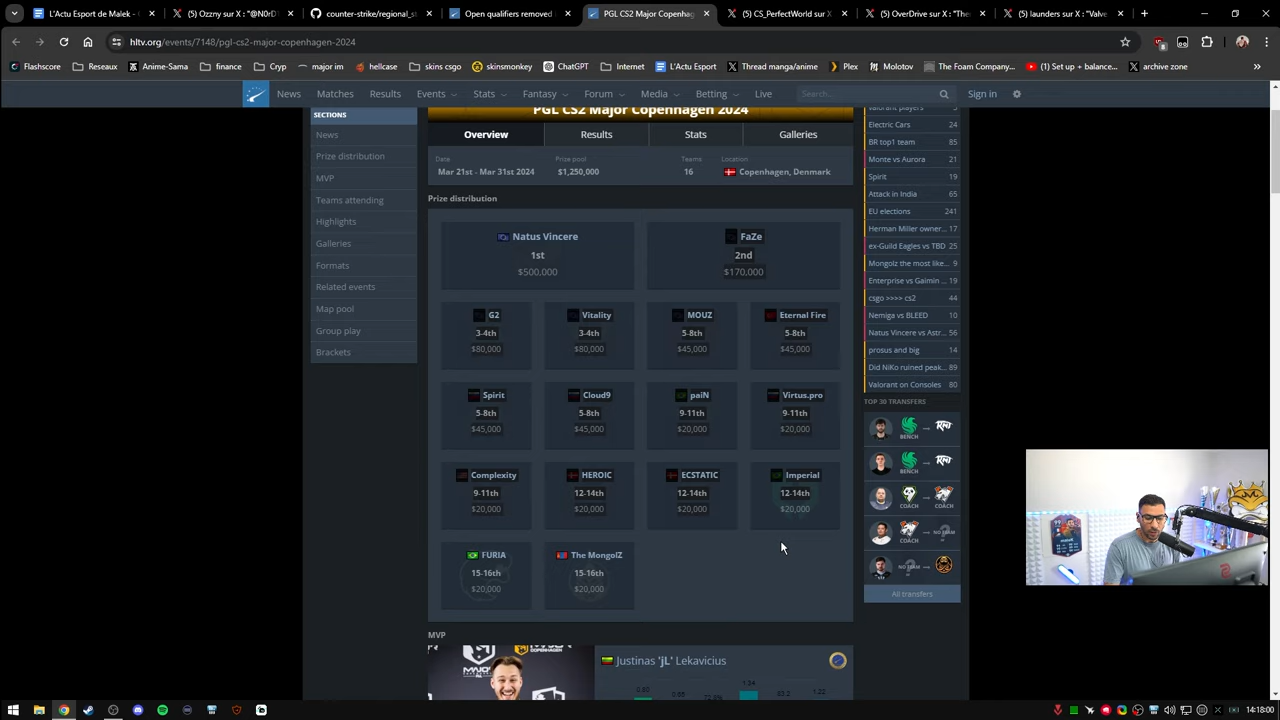 L'Actu Esport de Malek -
Ozzny sur X : "@N0rD
counter-strike/regional_s
Open qualifiers removed
PGL CS2 Major Copenhag
CS_PerfectWorld sur X
OverDrive sur X : "The
launders sur X : "Valve
hltv.org/events/7148/pgl-cs2-major-copenhagen-2024
Flashscore
Reseaux
Anime-Sama
finance
Cryp
major im
hellcase
skins csgo
skinsmonkey
ChatGPT
Internet
L'Actu Esport
Thread manga/anime
Plex
Molotov
The Foam Company...
(1) Set up + balance...
archive zone
News
Matches
Results
Events
Stats
Fantasy
Forum
Media
Betting
Live
Search...
Sign in
SECTIONS
News
Prize distribution
MVP
Teams attending
Highlights
Galleries
Formats
Related events
Map pool
Group play
Brackets
PGL CS2 Major Copenhagen 2024
Overview
Results
Stats
Galleries
Date
Prize pool
Teams
Location
Mar 21st - Mar 31st 2024
$1,250,000
16
Copenhagen, Denmark
Prize distribution
Natus Vincere
1st
$500,000
FaZe
2nd
$170,000
G2
3-4th
$80,000
Vitality
3-4th
$80,000
MOUZ
5-8th
$45,000
Eternal Fire
5-8th
$45,000
Spirit
5-8th
$45,000
Cloud9
5-8th
$45,000
paiN
9-11th
$20,000
Virtus.pro
9-11th
$20,000
Complexity
9-11th
$20,000
HEROIC
12-14th
$20,000
ECSTATIC
12-14th
$20,000
Imperial
12-14th
$20,000
FURIA
15-16th
$20,000
The MongolZ
15-16th
$20,000
MVP
Justinas 'jL' Lekavicius
Valorant players
Electric Cars 24
BR top1 team 85
Monte vs Aurora 21
Spirit 19
Attack in India 65
EU elections 241
Herman Miller owner... 17
ex-Guild Eagles vs TBD 25
Mongolz the most like... 9
Enterprise vs Gaimin ... 19
csgo >>>> cs2 44
Nemiga vs BLEED 10
Natus Vincere vs Astr... 56
prosus and big 14
Did NiKo ruined peak... 89
Valorant on Consoles 80
TOP 30 TRANSFERS
BENCH
BENCH
COACH
COACH
COACH
All transfers
14:18:00